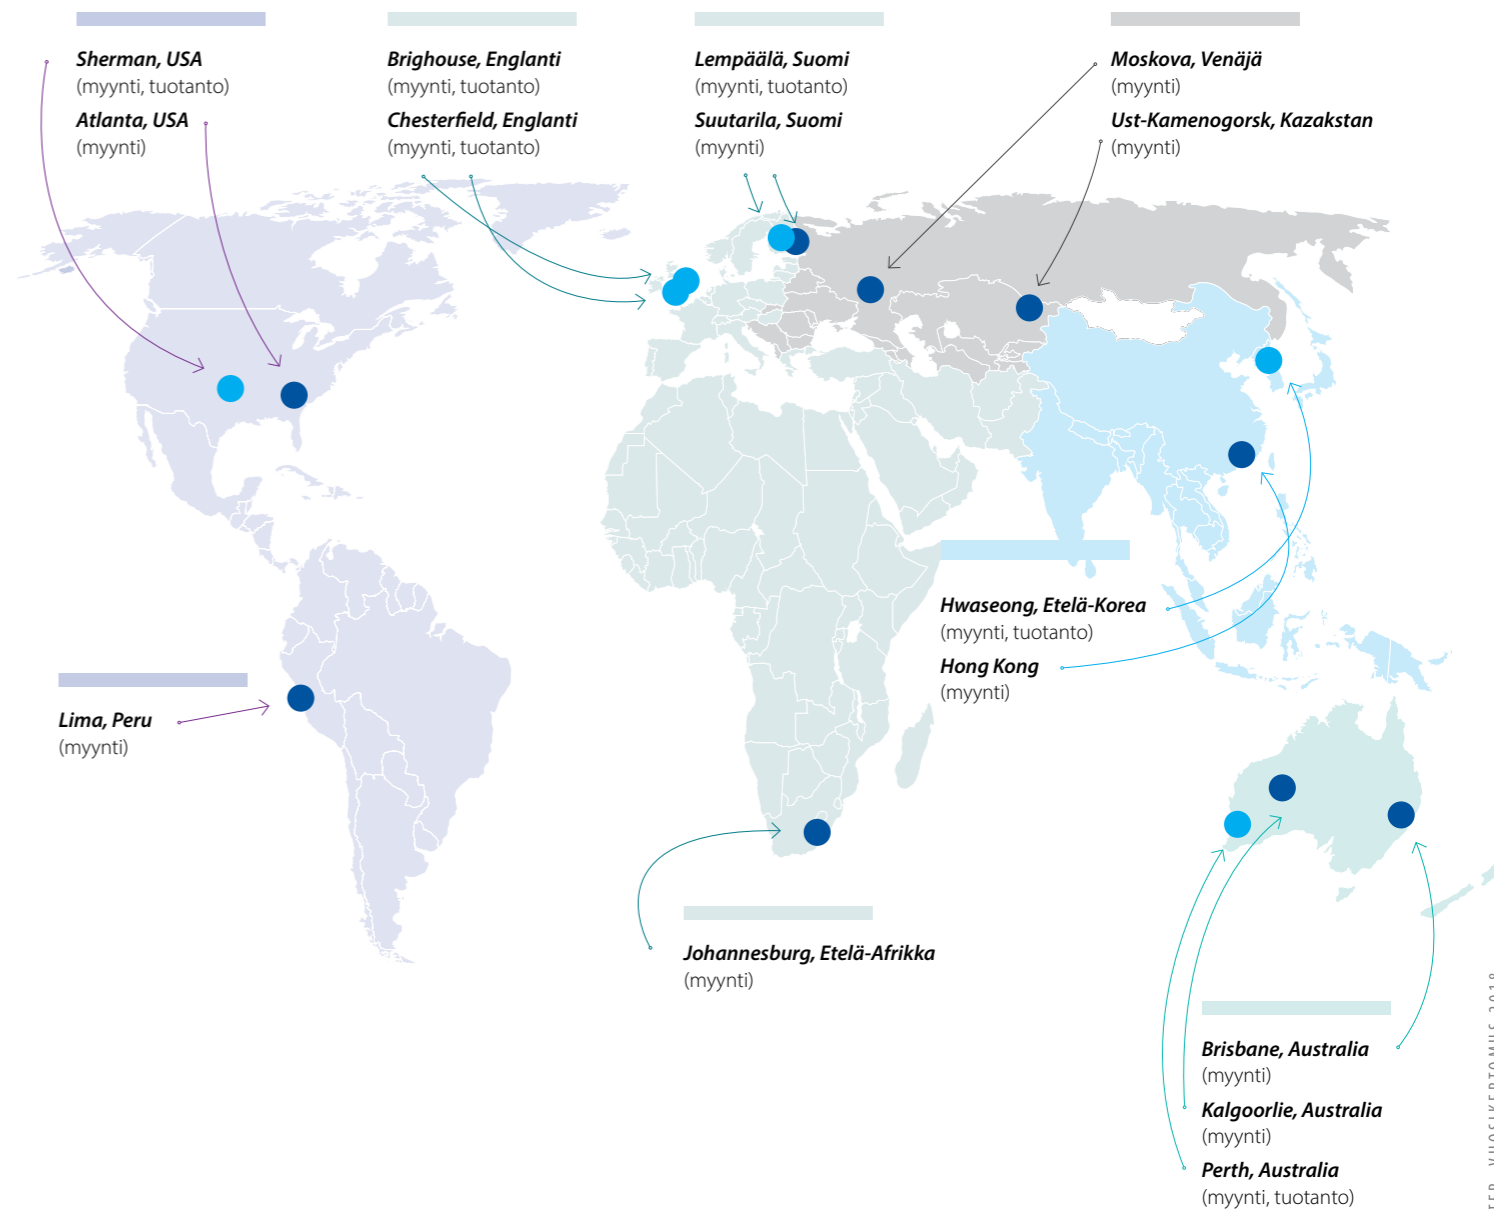 Sherman, USA
(myynti, tuotanto)
Atlanta, USA
(myynti)
Brighouse, Englanti
(myynti, tuotanto)
Chesterfield, Englanti
(myynti, tuotanto)
Lempäälä, Suomi
(myynti, tuotanto)
Suutarila, Suomi
(myynti)
Moskova, Venäjä
(myynti)
Ust-Kamenogorsk, Kazakstan
(myynti)
Hwaseong, Etelä-Korea
(myynti, tuotanto)
Hong Kong
(myynti)
Lima, Peru
(myynti)
Johannesburg, Etelä-Afrikka
(myynti)
Brisbane, Australia
(myynti)
Kalgoorlie, Australia
(myynti)
Perth, Australia
(myynti, tuotanto)
VUOSIKERTOMUS 2018